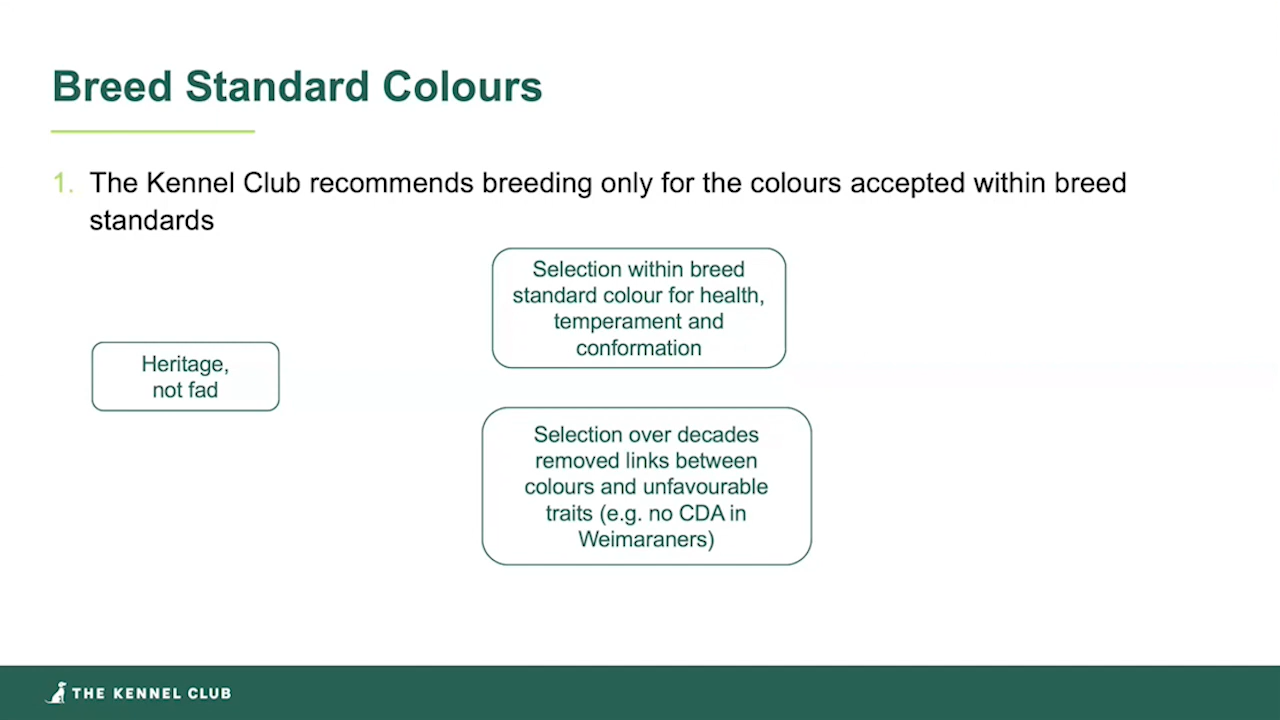 Breed Standard Colours
1. The Kennel Club recommends breeding only for the colours accepted within breed
standards
Selection within breed
standard colour for health,
temperament and
conformation
Heritage,
not fad
Selection over decades
removed links between
colours and unfavourable
traits (e.g. no CDA in
Weimaraners)
THE KENNEL CLUB